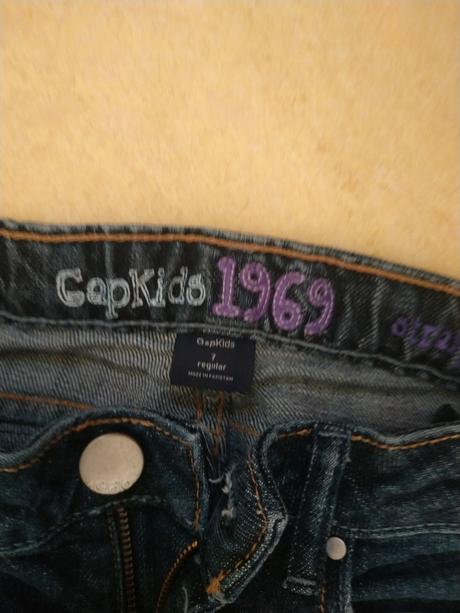 GapKids 1969
GapKids
7
regular
MADE IN PAKISTAN